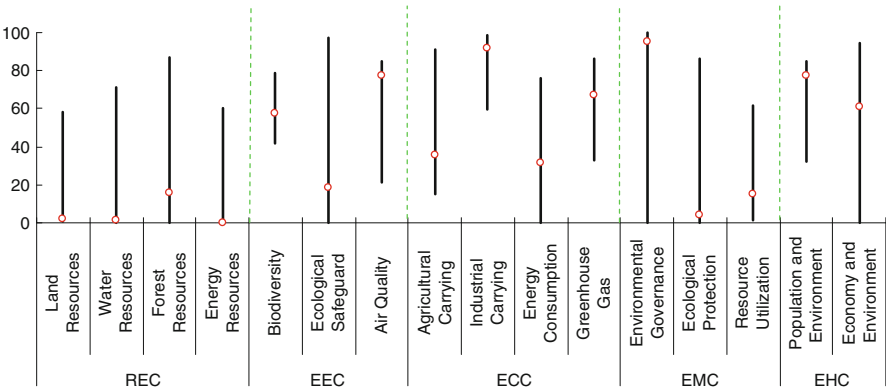 100
80
60
40
20
0
Land
Resources
Water
Resources
Forest
Resources
Energy
Resources
Biodiversity
Ecological
Safeguard
Air Quality
Agricultural
Carrying
Industrial
Carrying
Energy
Consumption
Greenhouse
Gas
Environmental
Governance
Ecological
Protection
Resource
Utilization
Population and
Environment
Economy and
Environment
REC
EEC
ECC
EMC
EHC